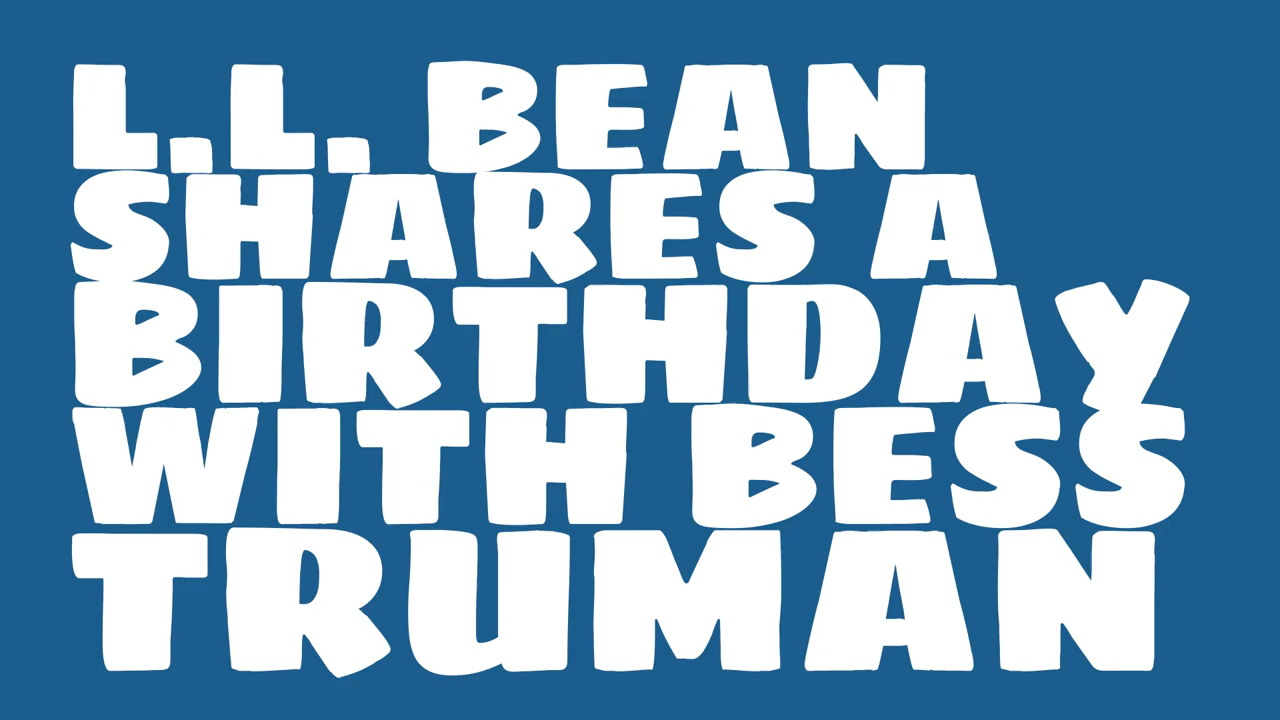 L.L. BEAN
SHARES A
BIRTHDAY
WITH BESS
TRUMAN